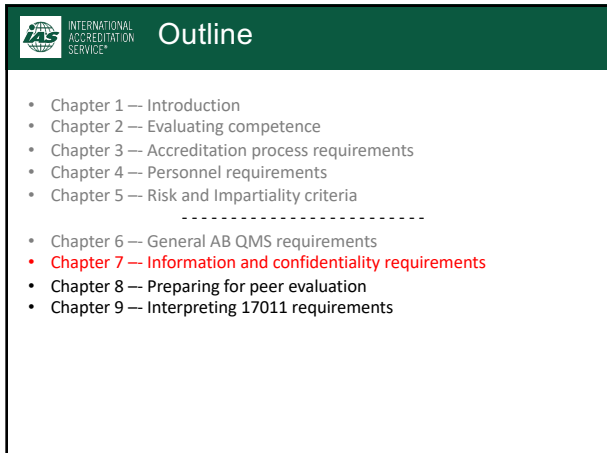 IAS
INTERNATIONAL
ACCREDITATION
SERVICE®
Outline
• Chapter 1 –- Introduction
• Chapter 2 –- Evaluating competence
• Chapter 3 –- Accreditation process requirements
• Chapter 4 –- Personnel requirements
• Chapter 5 –- Risk and Impartiality criteria
- - - - - - - - - - - - - - - - - - - - - - - - -
• Chapter 6 –- General AB QMS requirements
• Chapter 7 –- Information and confidentiality requirements
• Chapter 8 –- Preparing for peer evaluation
• Chapter 9 –- Interpreting 17011 requirements